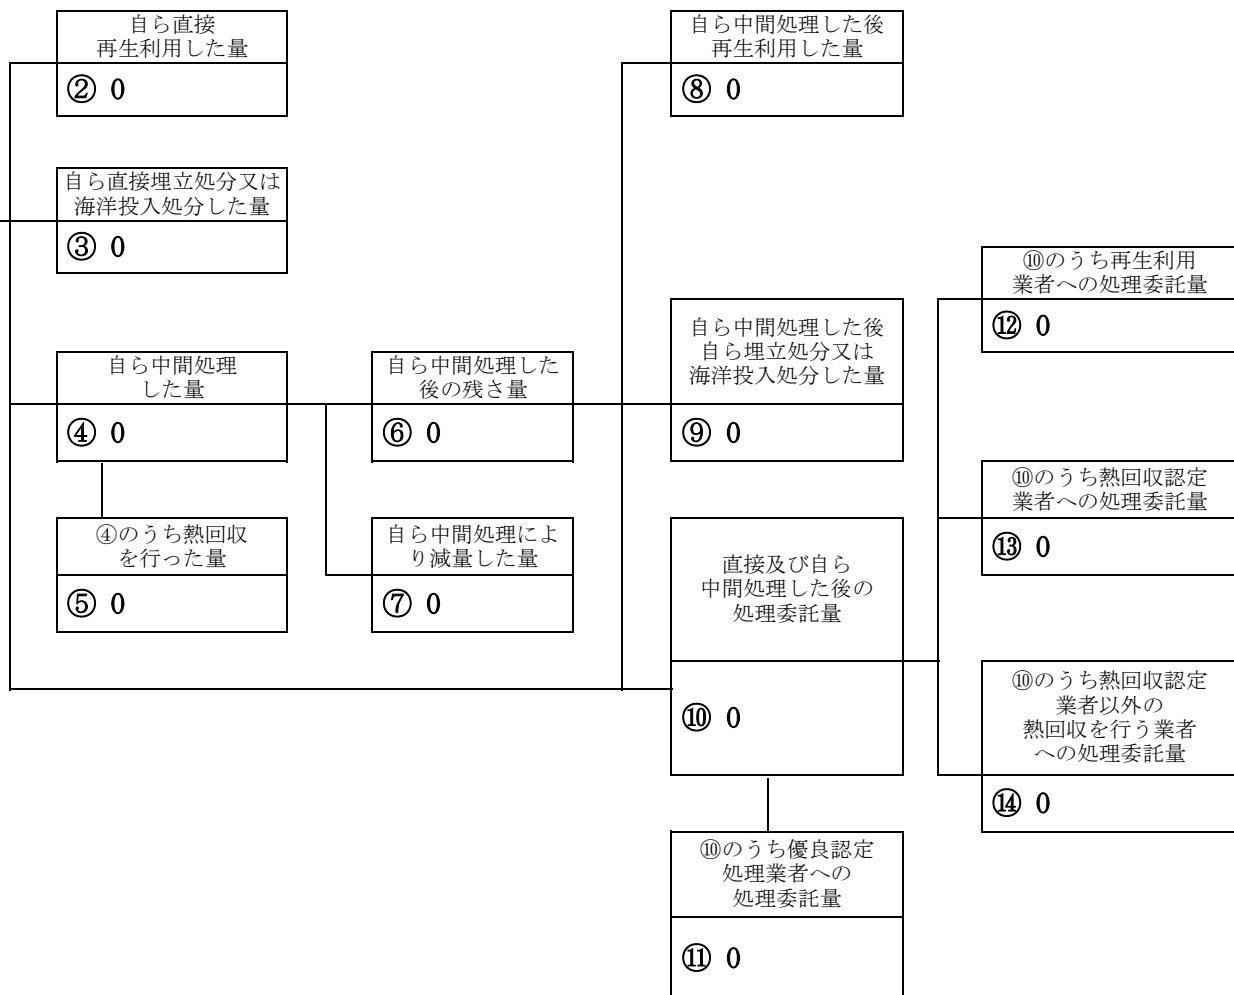 自ら直接
再生利用した量
② 0
自ら直接埋立処分又は
海洋投入処分した量
③ 0
自ら中間処理
した量
④ 0
④のうち熱回収
を行った量
⑤ 0
自ら中間処理した
後の残さ量
⑥ 0
自ら中間処理によ
り減量した量
⑦ 0
自ら中間処理した後
再生利用した量
⑧ 0
自ら中間処理した後
自ら埋立処分又は
海洋投入処分した量
⑨ 0
直接及び自ら
中間処理した後の
処理委託量
⑩ 0
⑩のうち優良認定
処理業者への
処理委託量
⑪ 0
⑩のうち再生利用
業者への処理委託量
⑫ 0
⑩のうち熱回収認定
業者への処理委託量
⑬ 0
⑩のうち熱回収認定
業者以外の
熱回収を行う業者
への処理委託量
⑭ 0